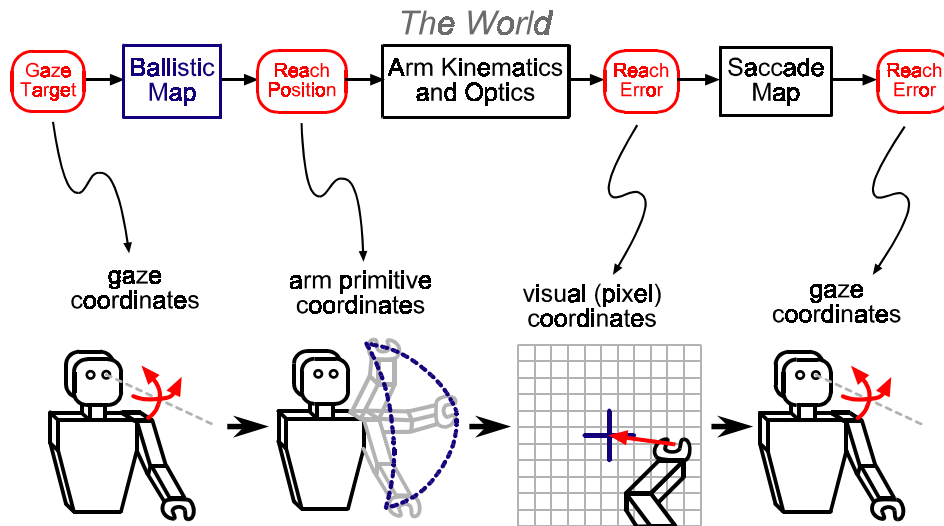 The World
Gaze
Target
Ballistic
Map
Reach
Position
Arm Kinematics
and Optics
Reach
Error
Saccade
Map
Reach
Error
gaze
coordinates
arm primitive
coordinates
visual (pixel)
coordinates
gaze
coordinates